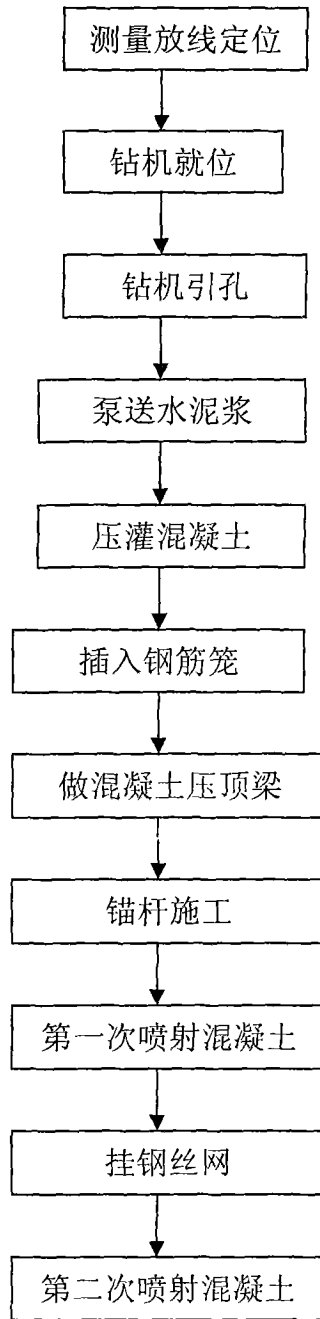 测量放线定位
钻机就位
钻机引孔
泵送水泥浆
压灌混凝土
插入钢筋笼
做混凝土压顶梁
锚杆施工
第一次喷射混凝土
挂钢丝网
第二次喷射混凝土